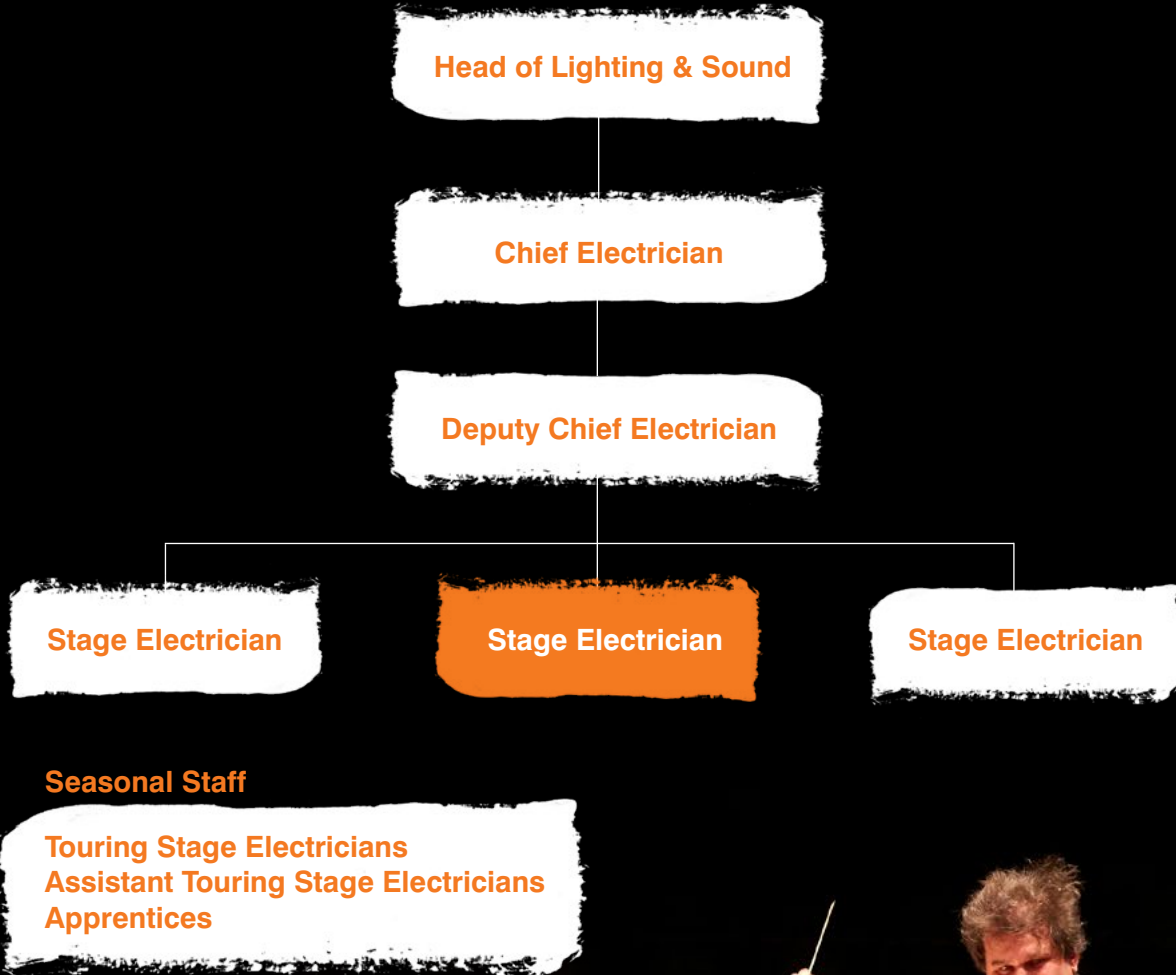 Head of Lighting & Sound
Chief Electrician
Deputy Chief Electrician
Stage Electrician
Stage Electrician
Stage Electrician
Seasonal Staff
Touring Stage Electricians
Assistant Touring Stage Electricians
Apprentices